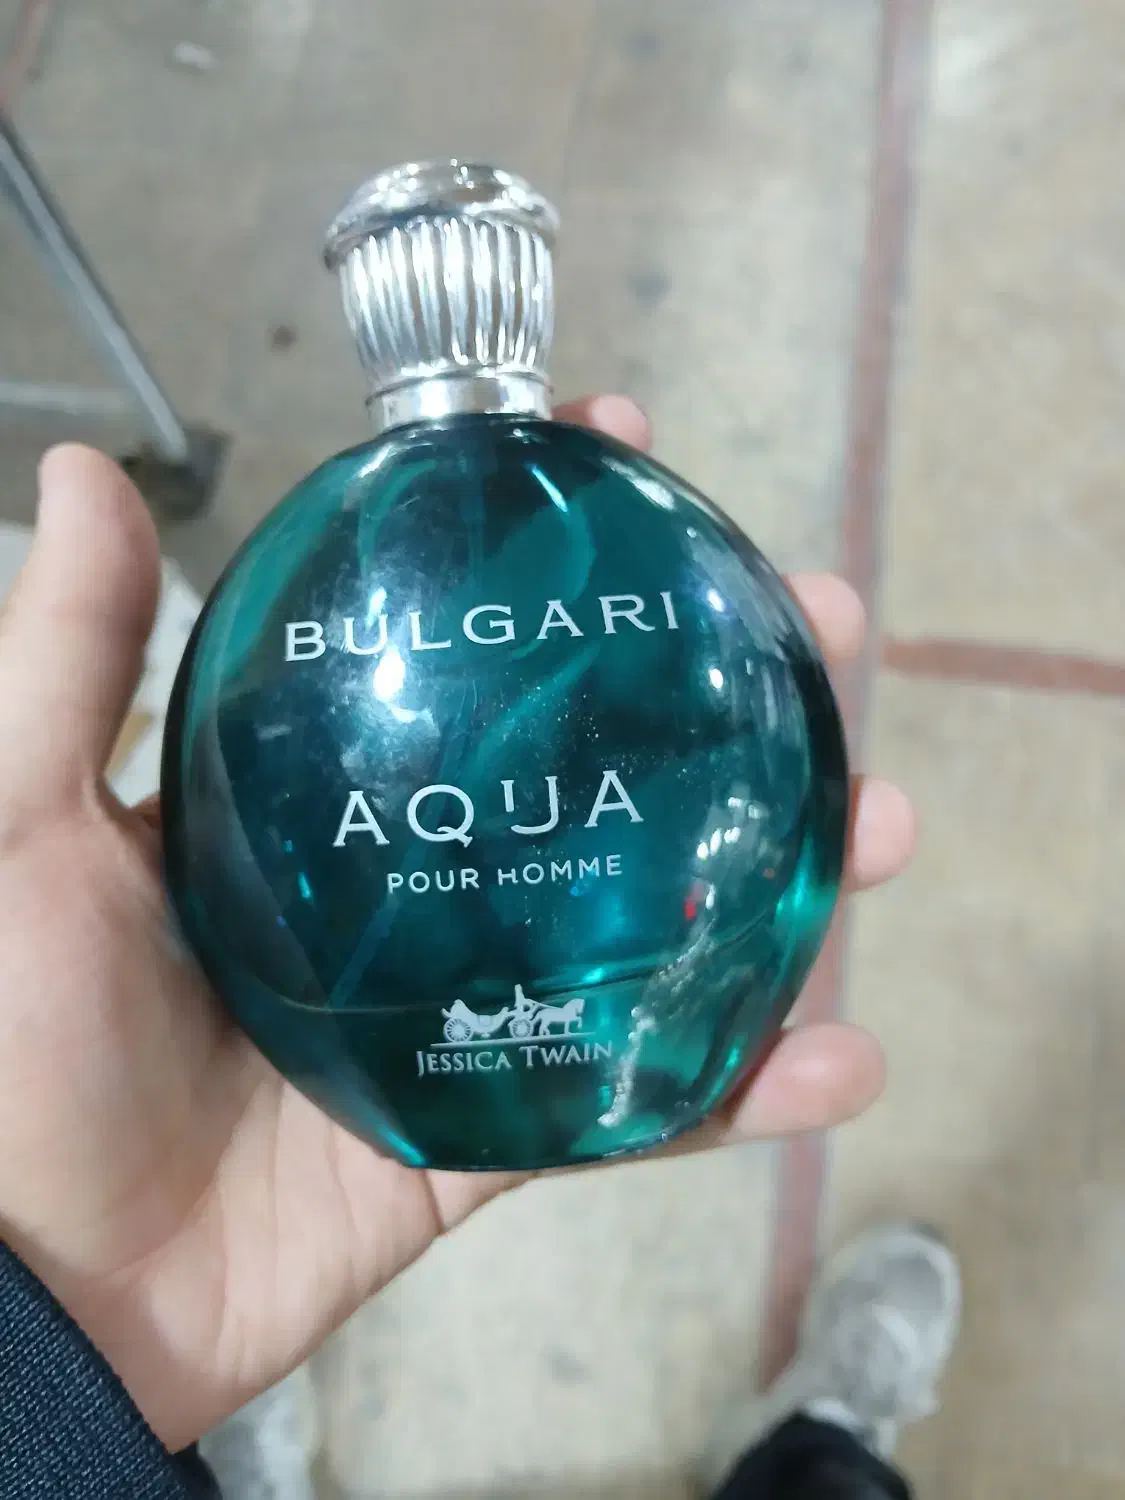 BULGARI
AQUA
POUR HOMME
JESSICA TWAIN